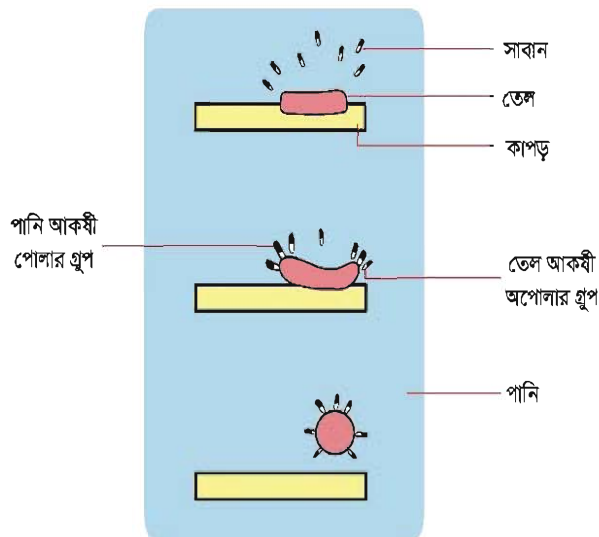 সাবান
তেল
কাপড়
পানি আকর্ষী
পোলার গ্রুপ
তেল আকর্ষী
অপোলার গ্রুপ
পানি